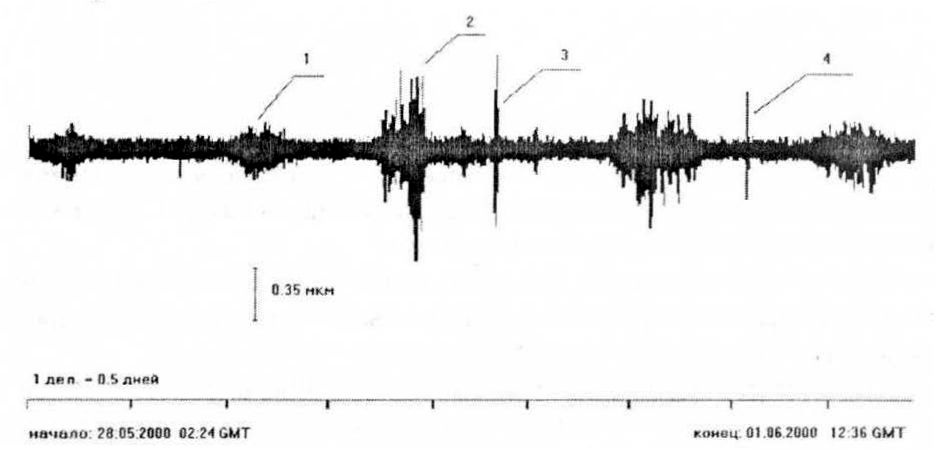 1
2
3
4
0.35 мкм
1 дел. = 0.5 дней
начало: 28.05.2000 02:24 GMT
конец: 01.06.2000 12:36 GMT